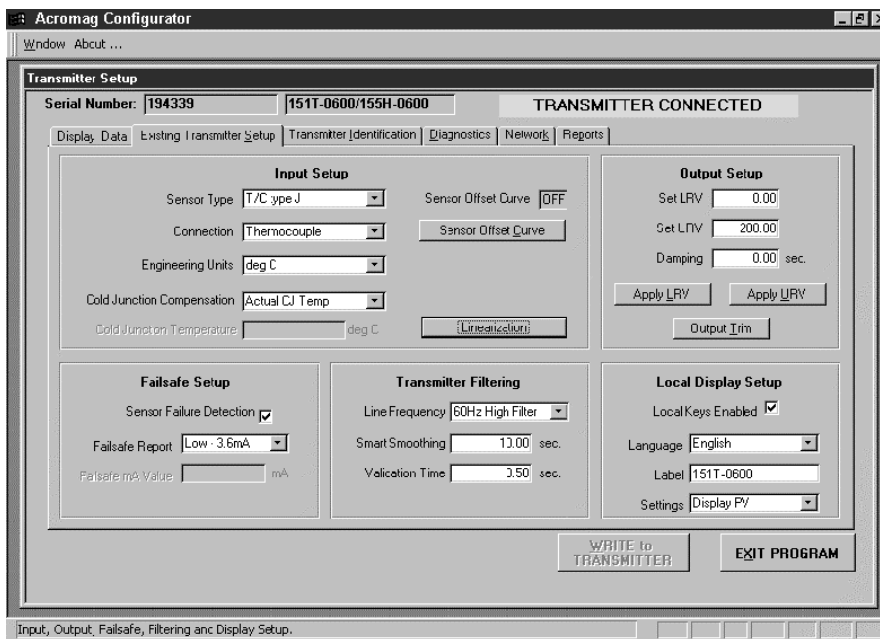 Acromag Configurator
Window About ...
Transmitter Setup
Serial Number: 194339 151T-0600/155H-0600 TRANSMITTER CONNECTED
Display Data Existing Transmitter Setup Transmitter Identification Diagnostics Network Reports
Input Setup
Sensor Type T/C type J Sensor Offset Curve OFF
Connection Thermocouple Sensor Offset Curve
Engineering Units deg C
Cold Junction Compensation Actual CJ Temp
Cold Junction Temperature deg C Linearization
Output Setup
Set LRV 0.00
Set URV 200.00
Damping 0.00 sec.
Apply LRV Apply URV
Output Trim
Failsafe Setup
Sensor Failure Detection
Failsafe Report Low - 3.6mA
Failsafe mA Value mA
Transmitter Filtering
Line Frequency 60Hz High Filter
Smart Smoothing 10.00 sec.
Validation Time 0.50 sec.
Local Display Setup
Local Keys Enabled
Language English
Label 151T-0600
Settings Display PV
WRITE to TRANSMITTER
EXIT PROGRAM
Input, Output, Failsafe, Filtering and Display Setup.